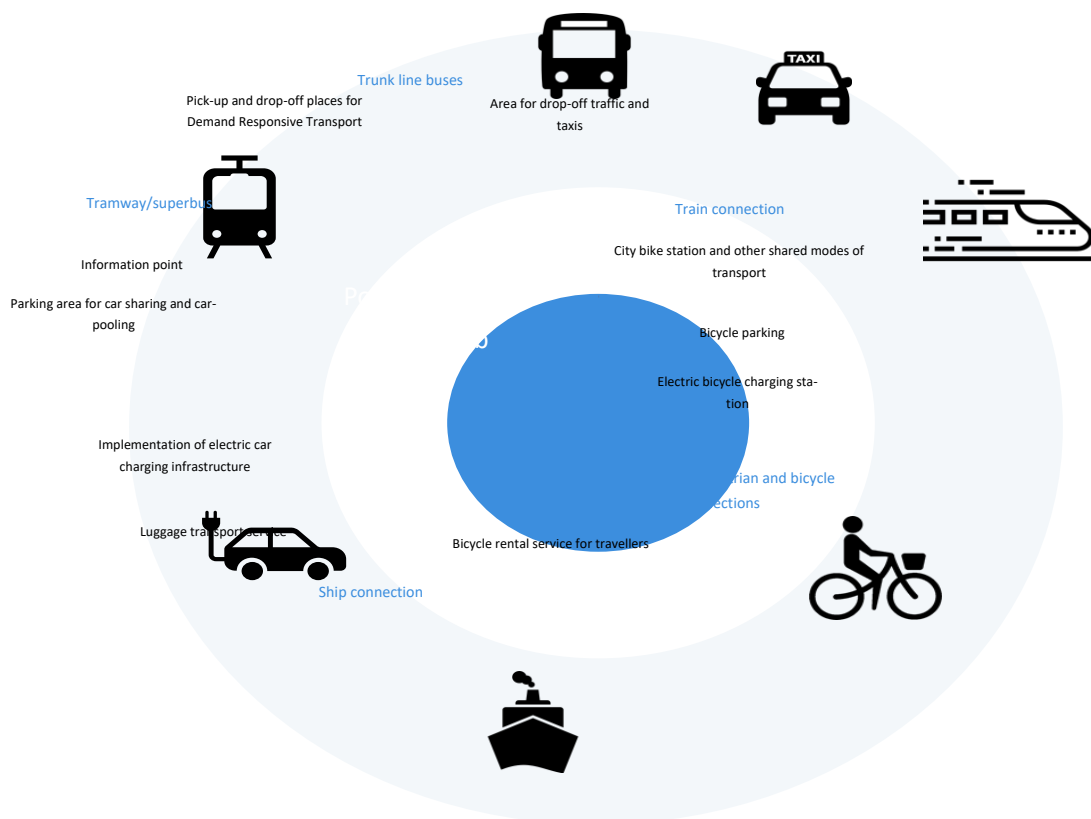 TAXI
Trunk line buses
Pick-up and drop-off places for
Demand Responsive Transport
Area for drop-off traffic and
taxis
Tramway/superbus
Train connection
Information point
City bike station and other shared modes of
transport
Parking area for car sharing and car-
pooling
Bicycle parking
Electric bicycle charging sta-
tion
Implementation of electric car
charging infrastructure
and bicycle
Luggage transport service
Bicycle rental service for travellers
Ship connection